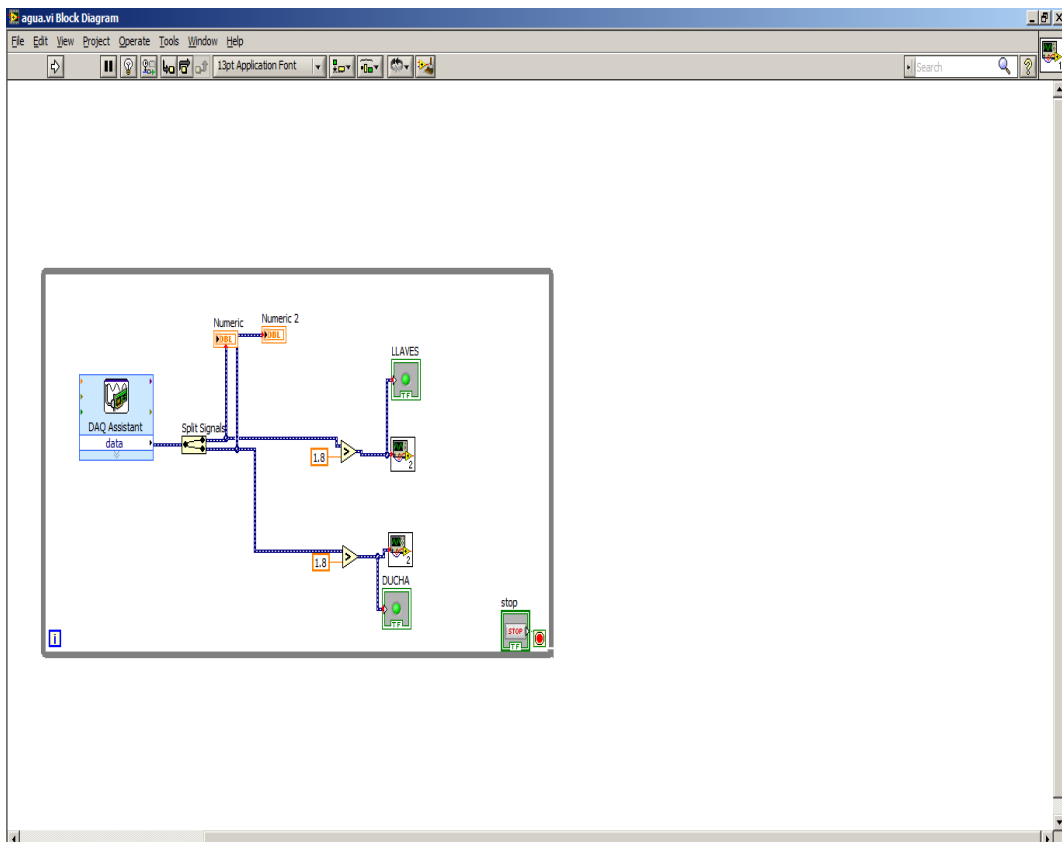 agua.vi Block Diagram
File Edit View Project Operate Tools Window Help
13pt Application Font
Search
?
1
Numeric
DBL
Numeric 2
DBL
LLAVES
TF
DAQ Assistant
data
Split Signals
1.8
>
2
1.8
>
2
DUCHA
TF
stop
STOP
TF
i